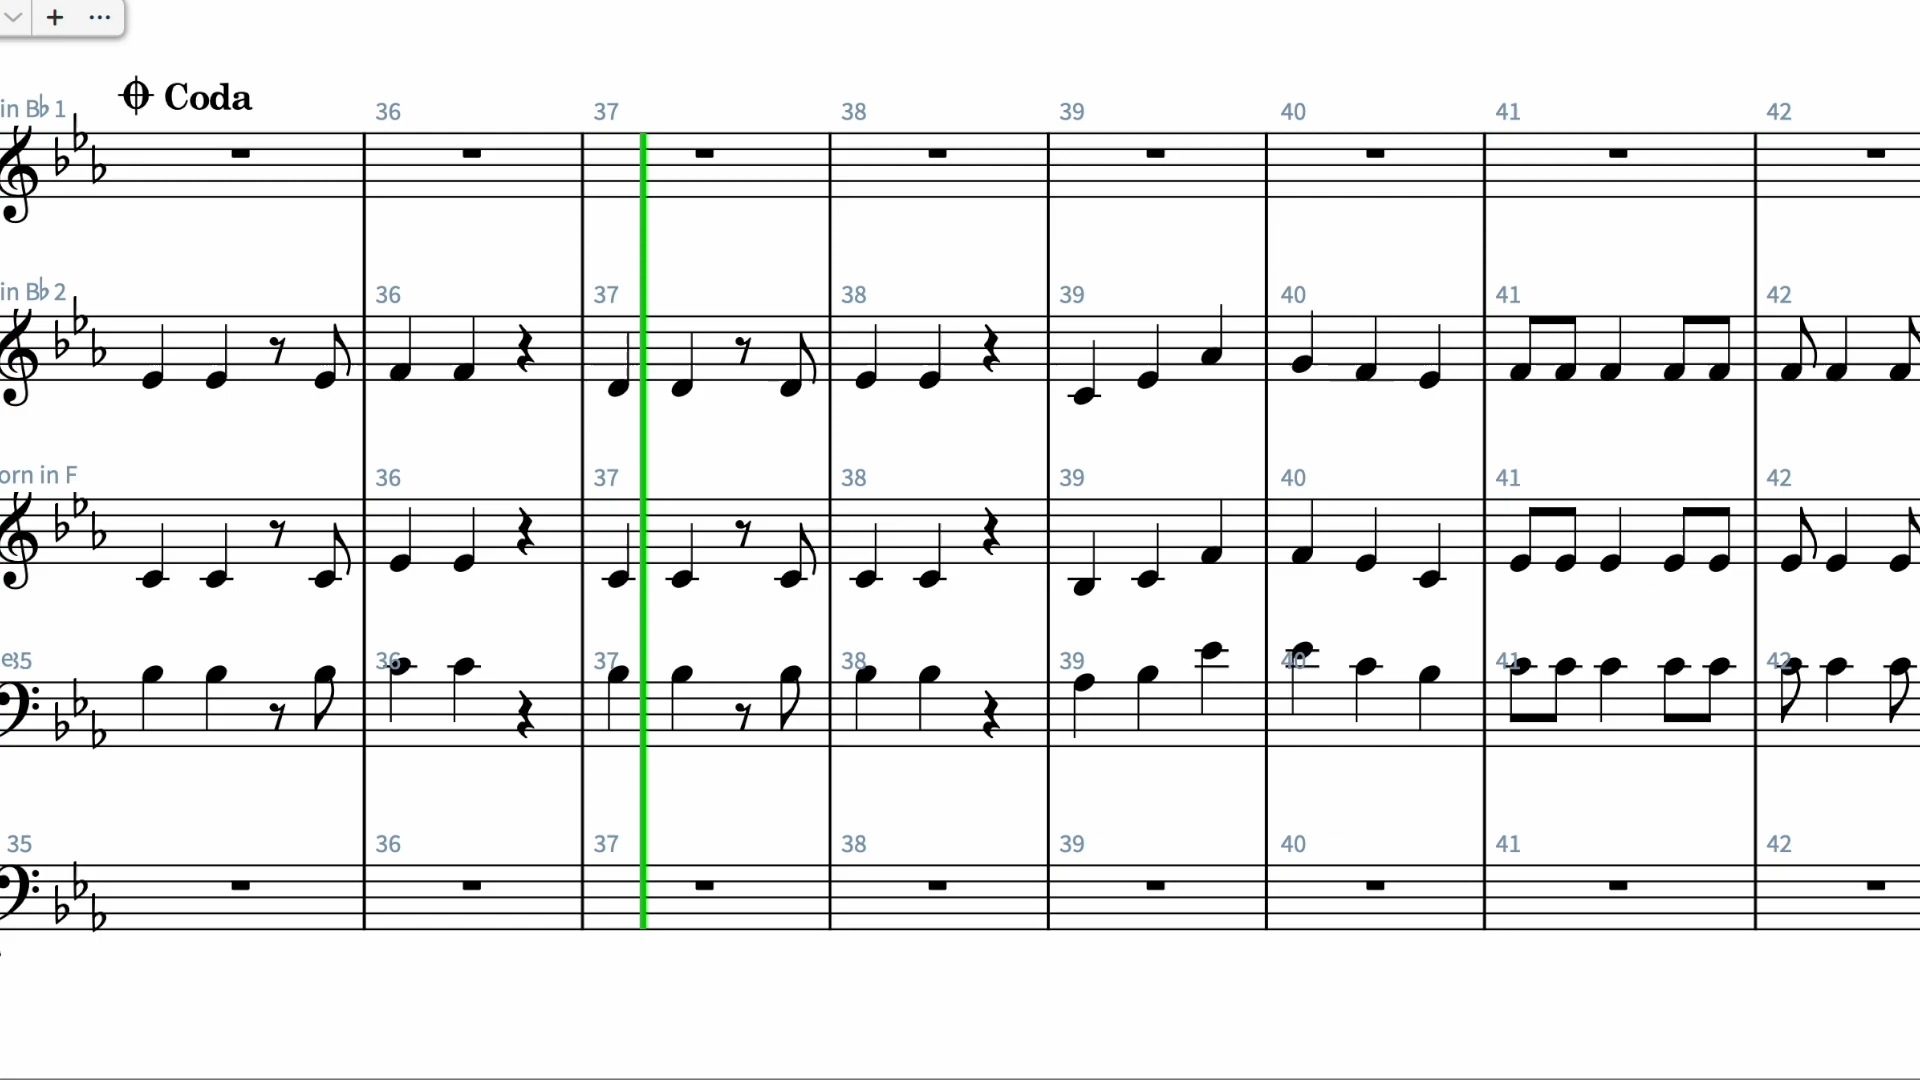 Coda
in B♭ 1 36 37 38 39 40 41 42
in B♭ 2 36 37 38 39 40 41 42
orn in F 36 37 38 39 40 41 42
35 36 37 38 39 40 41 42
35 36 37 38 39 40 41 42